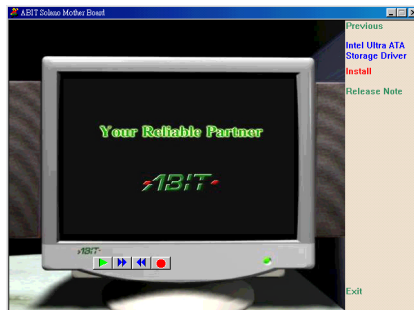 ABIT Solano Mother Board
Previous
Intel Ultra ATA
Storage Driver
Install
Release Note
Your Reliable Partner
ABIT
ABIT
Exit